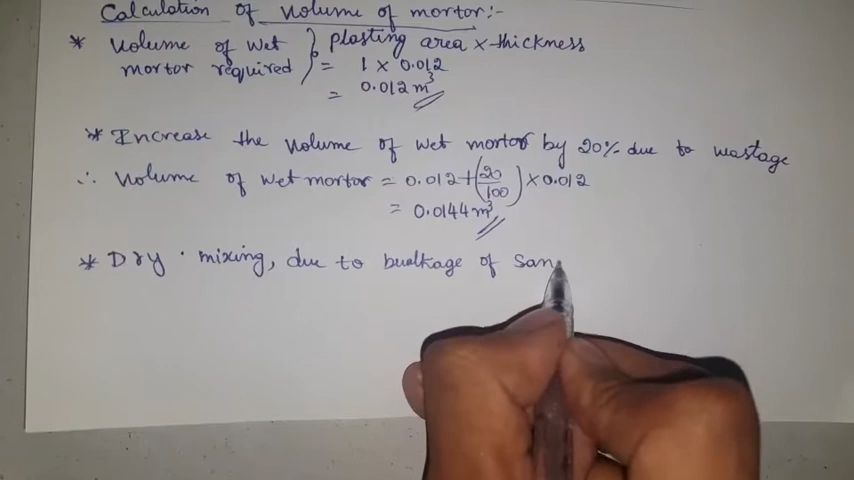 Calculation of volume of mortor:-
* Volume of wet } plasting area x thickness
mortor required } = 1 x 0.012
= 0.012 m³
* Increase the volume of wet mortor by 20% due to wastage
∴ Volume of wet mortor = 0.012 + (20/100) x 0.012
= 0.0144 m³
* Dry mixing, due to bualkage of San